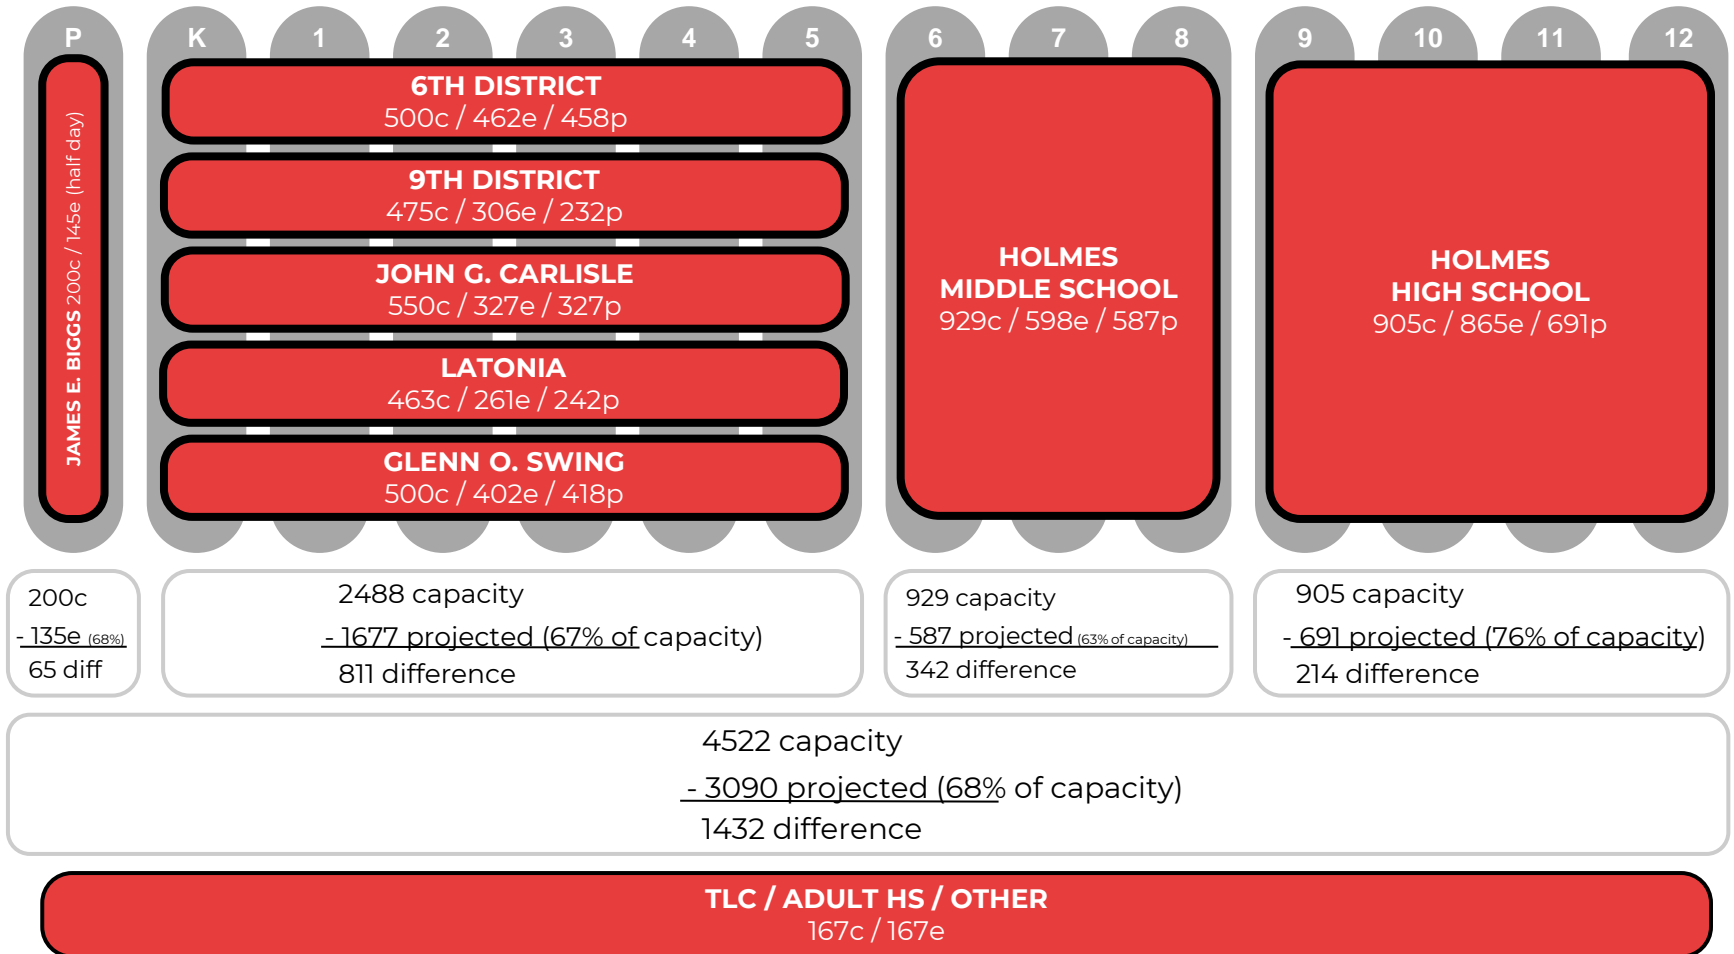 P K 1 2 3 4 5 6 7 8 9 10 11 12
JAMES E. BIGGS 200c / 145e (half day)
6TH DISTRICT
500c / 462e / 458p
9TH DISTRICT
475c / 306e / 232p
JOHN G. CARLISLE
550c / 327e / 327p
LATONIA
463c / 261e / 242p
GLENN O. SWING
500c / 402e / 418p
HOLMES
MIDDLE SCHOOL
929c / 598e / 587p
HOLMES
HIGH SCHOOL
905c / 865e / 691p
200c
- 135e (68%)
65 diff
2488 capacity
- 1677 projected (67% of capacity)
811 difference
929 capacity
- 587 projected (63% of capacity)
342 difference
905 capacity
- 691 projected (76% of capacity)
214 difference
4522 capacity
- 3090 projected (68% of capacity)
1432 difference
TLC / ADULT HS / OTHER
167c / 167e